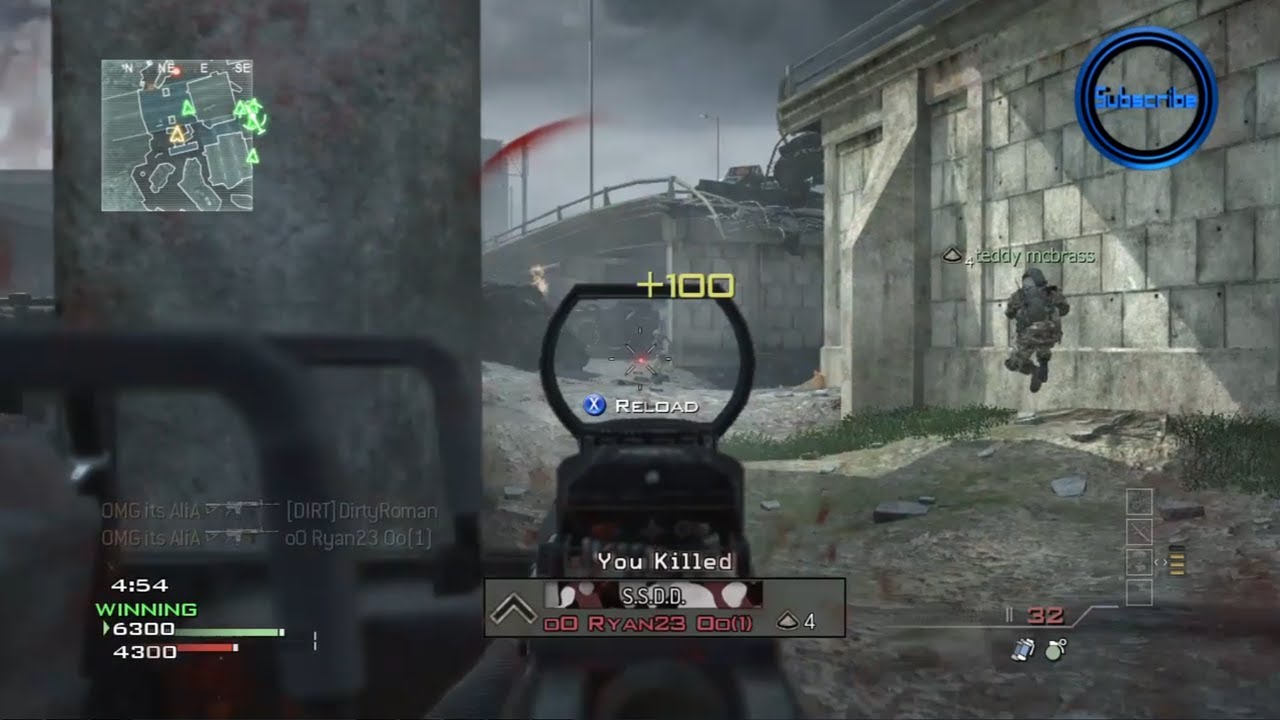 N NE E SE
Subscribe
4 teddy mcbrass
+100
X RELOAD
OMG its AliA [DIRT]DirtyRoman
OMG its AliA oO Ryan23 Oo[1]
You Killed
S.S.D.D.
oO RYAN23 Oo(1) 4
4:54
WINNING
6300
4300
32